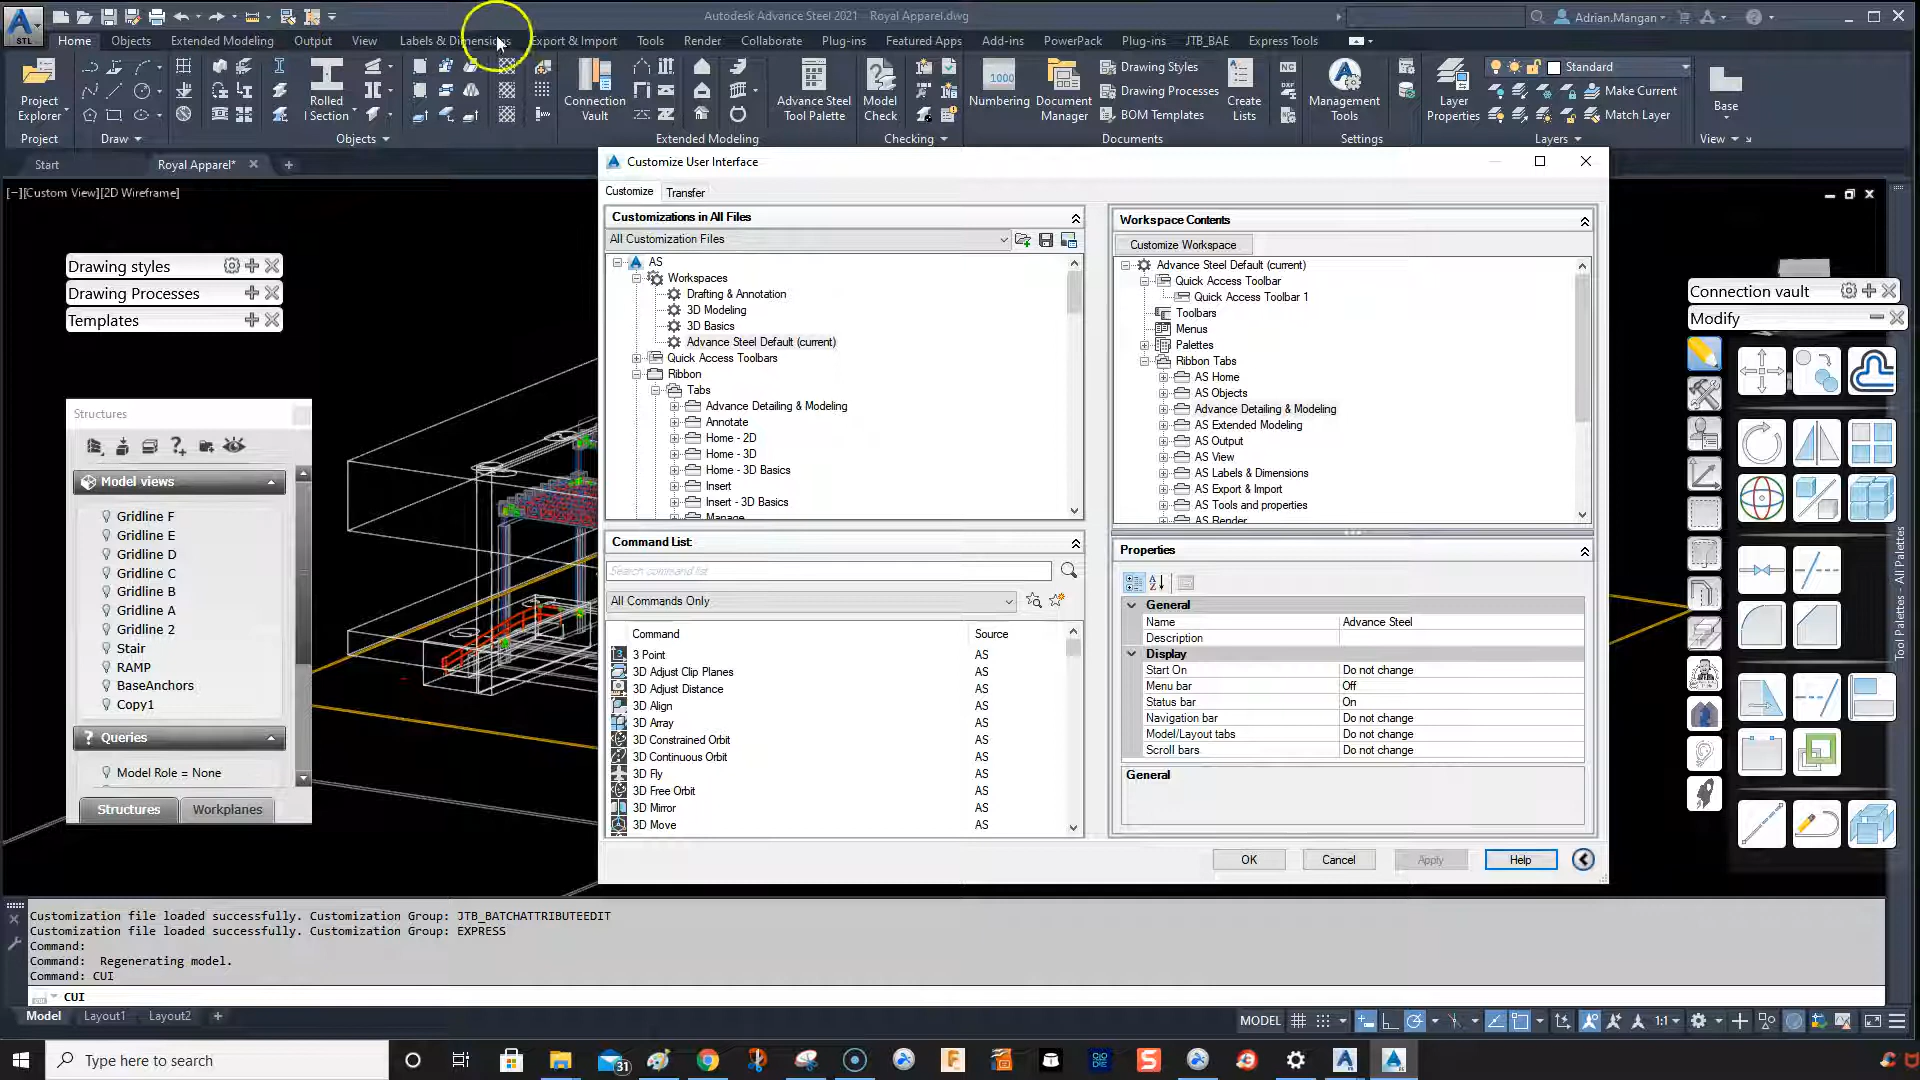 Autodesk Advance Steel 2021
Royal Apparel.dwg
Adrian.Mangan
STL
Home
Objects
Extended Modeling
Output
View
Labels & Dimensions
Export & Import
Tools
Render
Collaborate
Plug-ins
Featured Apps
Add-ins
PowerPack
Plug-ins
JTB_BAE
Express Tools
Project Explorer
Rolled I Section
Connection Vault
Advance Steel Tool Palette
Model Check
1000
Numbering
Document Manager
Drawing Styles
Drawing Processes
BOM Templates
Create Lists
NC
DXF
Management Tools
Layer Properties
Standard
Make Current
Match Layer
Base
Project
Draw
Objects
Extended Modeling
Checking
Documents
Settings
Layers
View
Start
Royal Apparel*
[−][Custom View][2D Wireframe]
Drawing styles
Drawing Processes
Templates
Structures
Model views
Gridline F
Gridline E
Gridline D
Gridline C
Gridline B
Gridline A
Gridline 2
Stair
RAMP
BaseAnchors
Copy1
Queries
Model Role = None
Structures
Workplanes
Customize User Interface
Customize
Transfer
Customizations in All Files
All Customization Files
AS
Workspaces
Drafting & Annotation
3D Modeling
3D Basics
Advance Steel Default (current)
Quick Access Toolbars
Ribbon
Tabs
Advance Detailing & Modeling
Annotate
Home - 2D
Home - 3D
Home - 3D Basics
Insert
Insert - 3D Basics
Manage
Command List:
Search command list
All Commands Only
Command
Source
3 Point AS
3D Adjust Clip Planes AS
3D Adjust Distance AS
3D Align AS
3D Array AS
3D Constrained Orbit AS
3D Continuous Orbit AS
3D Fly AS
3D Free Orbit AS
3D Mirror AS
3D Move AS
Workspace Contents
Customize Workspace
Advance Steel Default (current)
Quick Access Toolbar
Quick Access Toolbar 1
Toolbars
Menus
Palettes
Ribbon Tabs
AS Home
AS Objects
Advance Detailing & Modeling
AS Extended Modeling
AS Output
AS View
AS Labels & Dimensions
AS Export & Import
AS Tools and properties
AS Render
Properties
General
Name Advance Steel
Description
Display
Start On Do not change
Menu bar Off
Status bar On
Navigation bar Do not change
Model/Layout tabs Do not change
Scroll bars Do not change
General
OK
Cancel
Apply
Help
Connection vault
Modify
Tool Palettes - All Palettes
Customization file loaded successfully. Customization Group: JTB_BATCHATTRIBUTEEDIT
Customization file loaded successfully. Customization Group: EXPRESS
Command:
Command:  Regenerating model.
Command: CUI
CUI
Model
Layout1
Layout2
MODEL
1:1
Type here to search
31